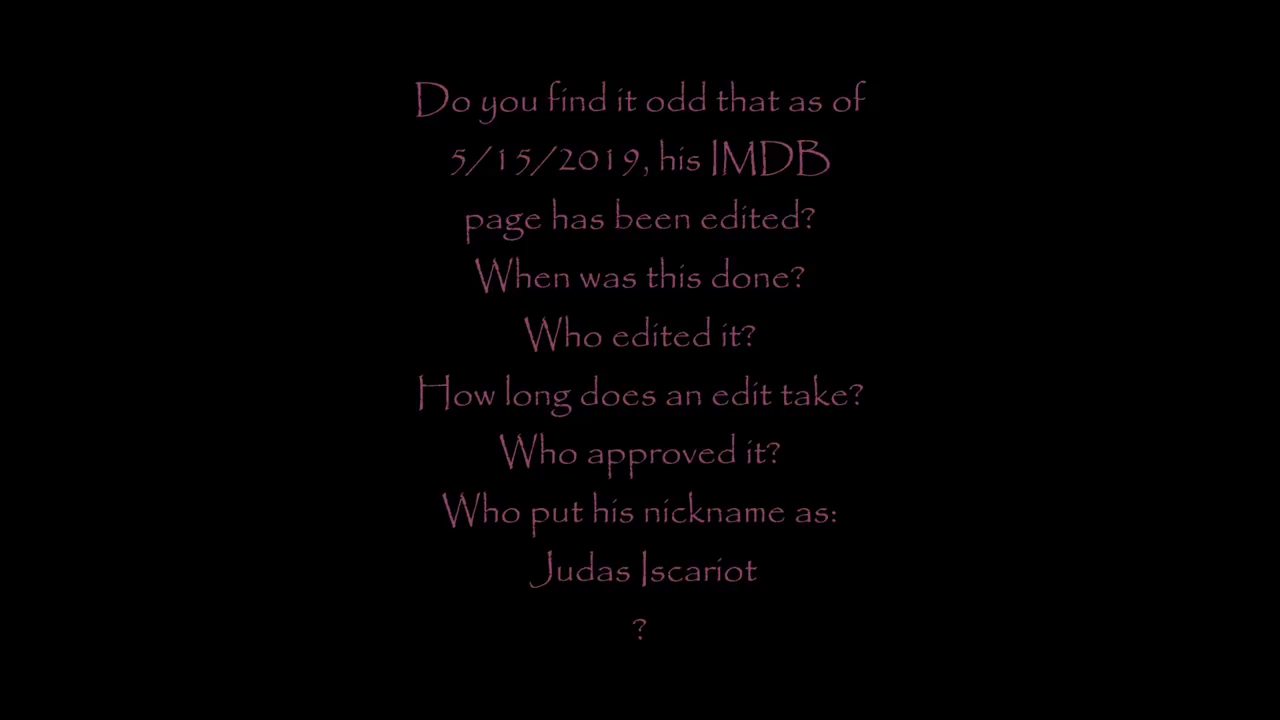 Do you find it odd that as of
5/15/2019, his IMDB
page has been edited?
When was this done?
Who edited it?
How long does an edit take?
Who approved it?
Who put his nickname as:
Judas Iscariot
?